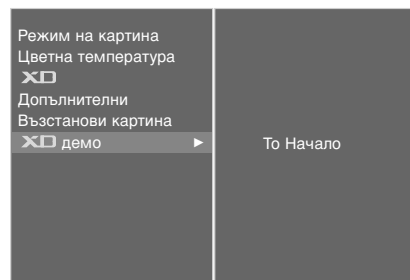 Режим на картина
Цветна температура
XD
Допълнителни
Възстанови картина
XD демо ►
То Начало